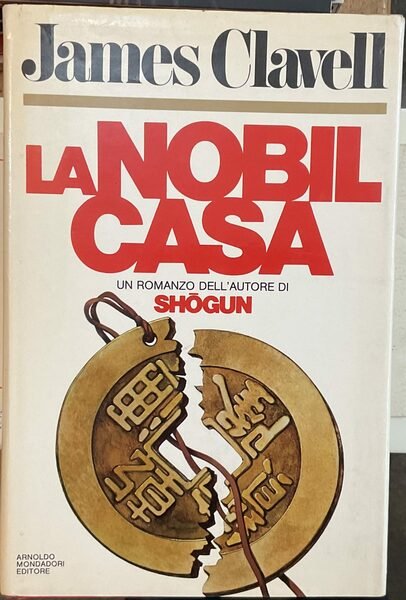 James Clavell
LA NOBIL
CASA
UN ROMANZO DELL'AUTORE DI
SHŌGUN
ARNOLDO
MONDADORI
EDITORE